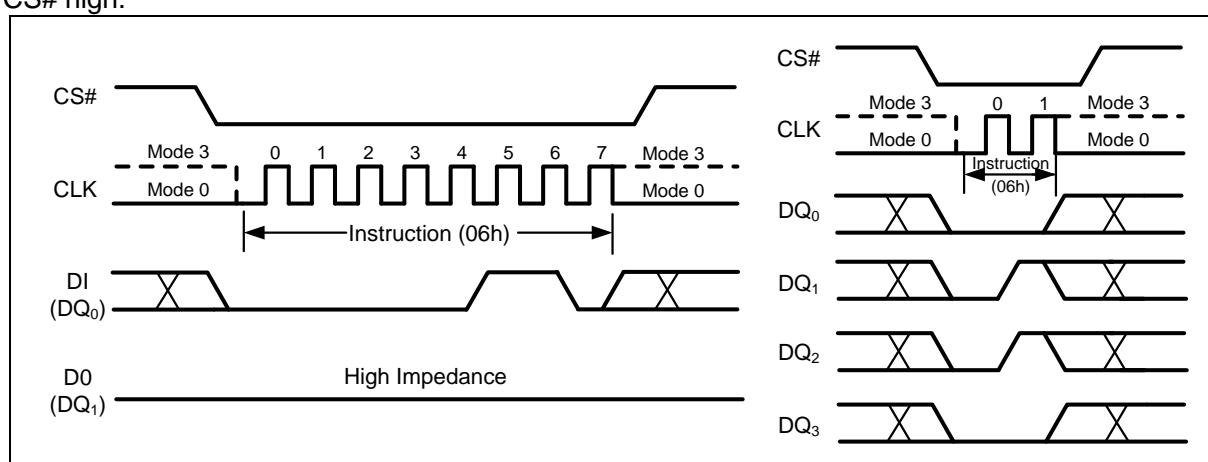 CS# high.
CS#
Mode 3 0 1 2 3 4 5 6 7 Mode 3
CLK Mode 0 Mode 0
Instruction (06h)
DI
(DQ0)
D0 High Impedance
(DQ1)
CS#
Mode 3 0 1 Mode 3
CLK Mode 0 Mode 0
Instruction
(06h)
DQ0
DQ1
DQ2
DQ3